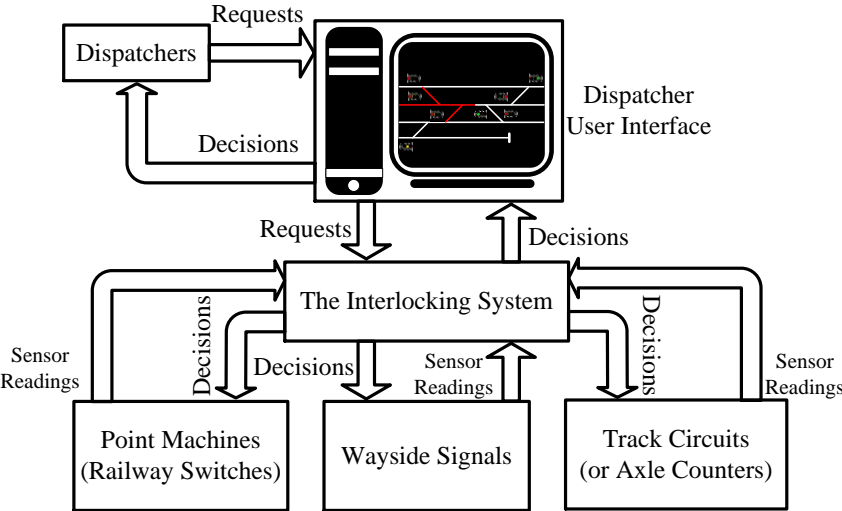 Requests
Dispatchers
Dispatcher
User Interface
Decisions
Requests
Decisions
The Interlocking System
Decisions
Decisions
Decisions
Sensor
Readings
Sensor
Readings
Sensor
Readings
Point Machines
(Railway Switches)
Wayside Signals
Track Circuits
(or Axle Counters)